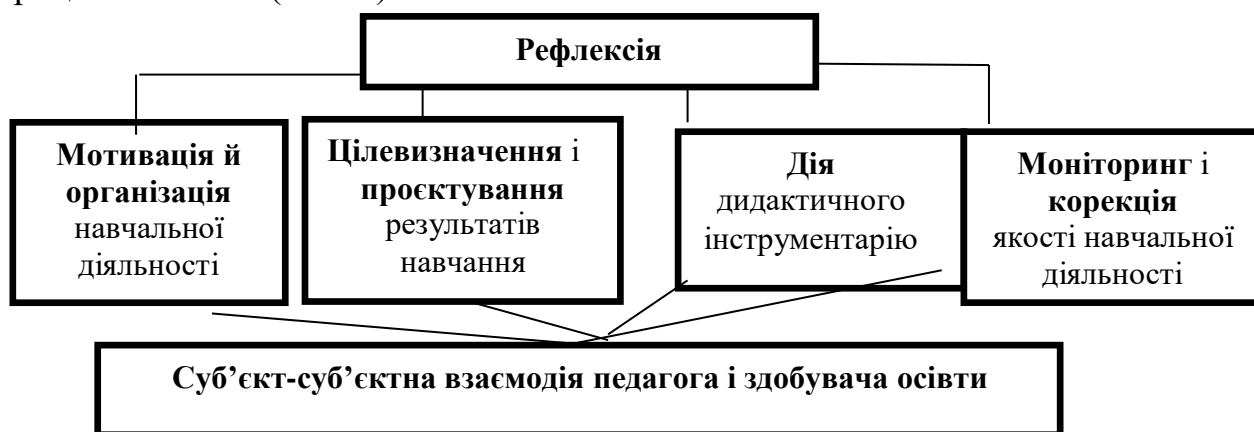 Рефлексія
Мотивація й
організація
навчальної
діяльності
Цілевизначення і
проєктування
результатів
навчання
Дія
дидактичного
інструментарію
Моніторинг і
корекція
якості навчальної
діяльності
Суб’єкт-суб’єктна взаємодія педагога і здобувача осівти